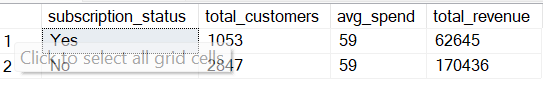 subscription_status total_customers avg_spend total_revenue
1 Yes 1053 59 62645
Click to select all grid cells
2 No 2847 59 170436